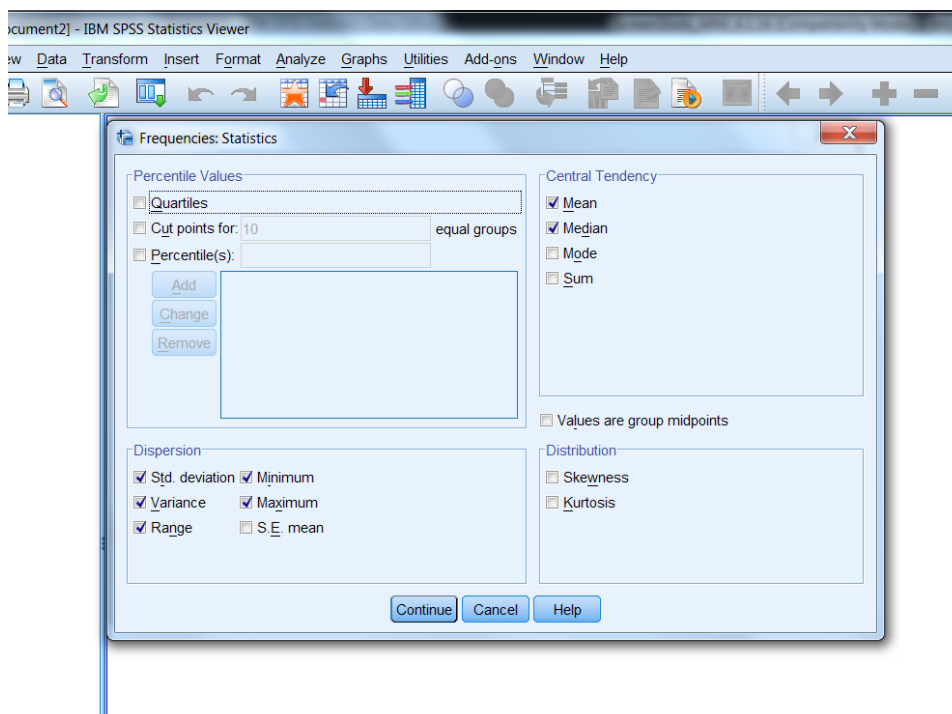 ocument2] - IBM SPSS Statistics Viewer
ew Data Transform Insert Format Analyze Graphs Utilities Add-ons Window Help
Frequencies: Statistics
X
Percentile Values
Quartiles
Cut points for: 10 equal groups
Percentile(s):
Add
Change
Remove
Central Tendency
Mean
Median
Mode
Sum
Values are group midpoints
Dispersion
Std. deviation Minimum
Variance Maximum
Range S.E. mean
Distribution
Skewness
Kurtosis
Continue Cancel Help